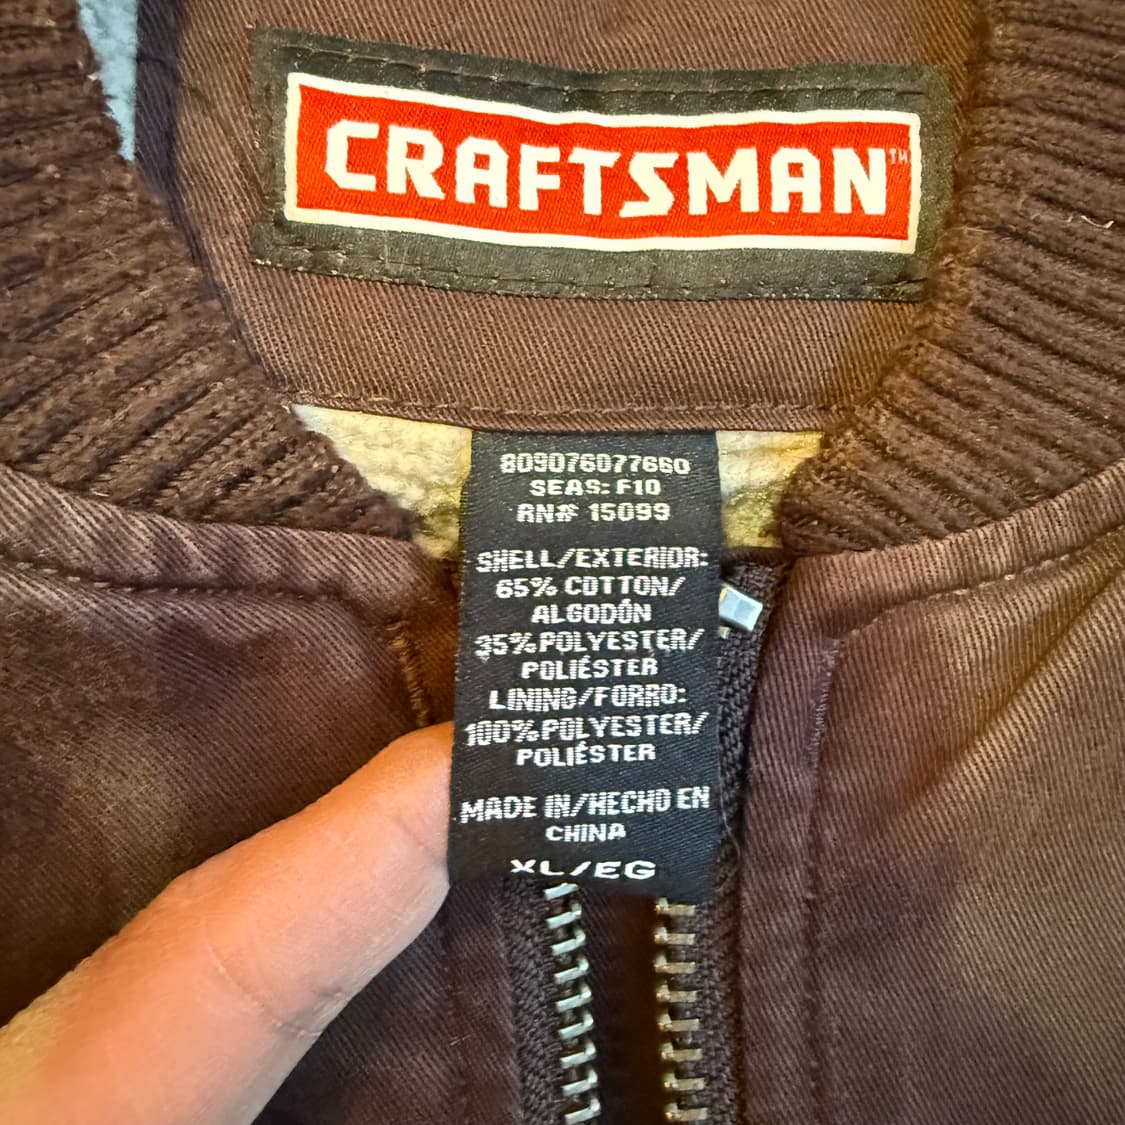 CRAFTSMAN™
809076077660
SEAS: F10
RN# 15099
SHELL/EXTERIOR:
65% COTTON/
ALGODÓN
35% POLYESTER/
POLIÉSTER
LINING/FORRO:
100% POLYESTER/
POLIÉSTER
MADE IN/HECHO EN
CHINA
XL/EG